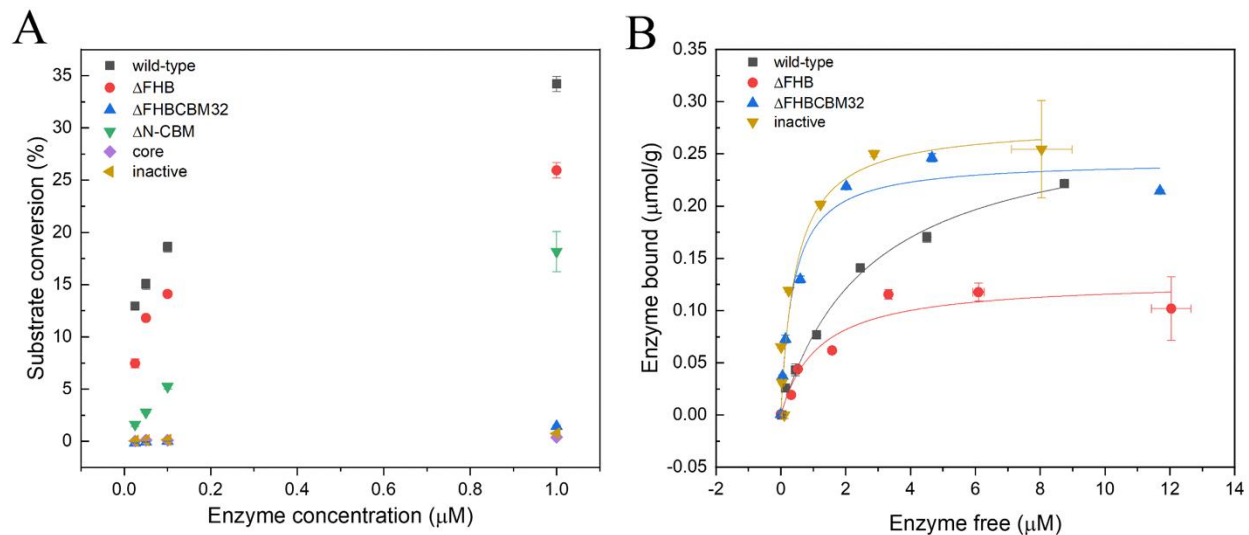 A
35
30
25
20
15
10
5
0
Substrate conversion (%)
wild-type
ΔFHB
ΔFHBCBM32
ΔN-CBM
core
inactive
0.0 0.2 0.4 0.6 0.8 1.0
Enzyme concentration (μM)
B
0.35
0.30
0.25
0.20
0.15
0.10
0.05
0.00
-0.05
Enzyme bound (μmol/g)
wild-type
ΔFHB
ΔFHBCBM32
inactive
-2 0 2 4 6 8 10 12 14
Enzyme free (μM)